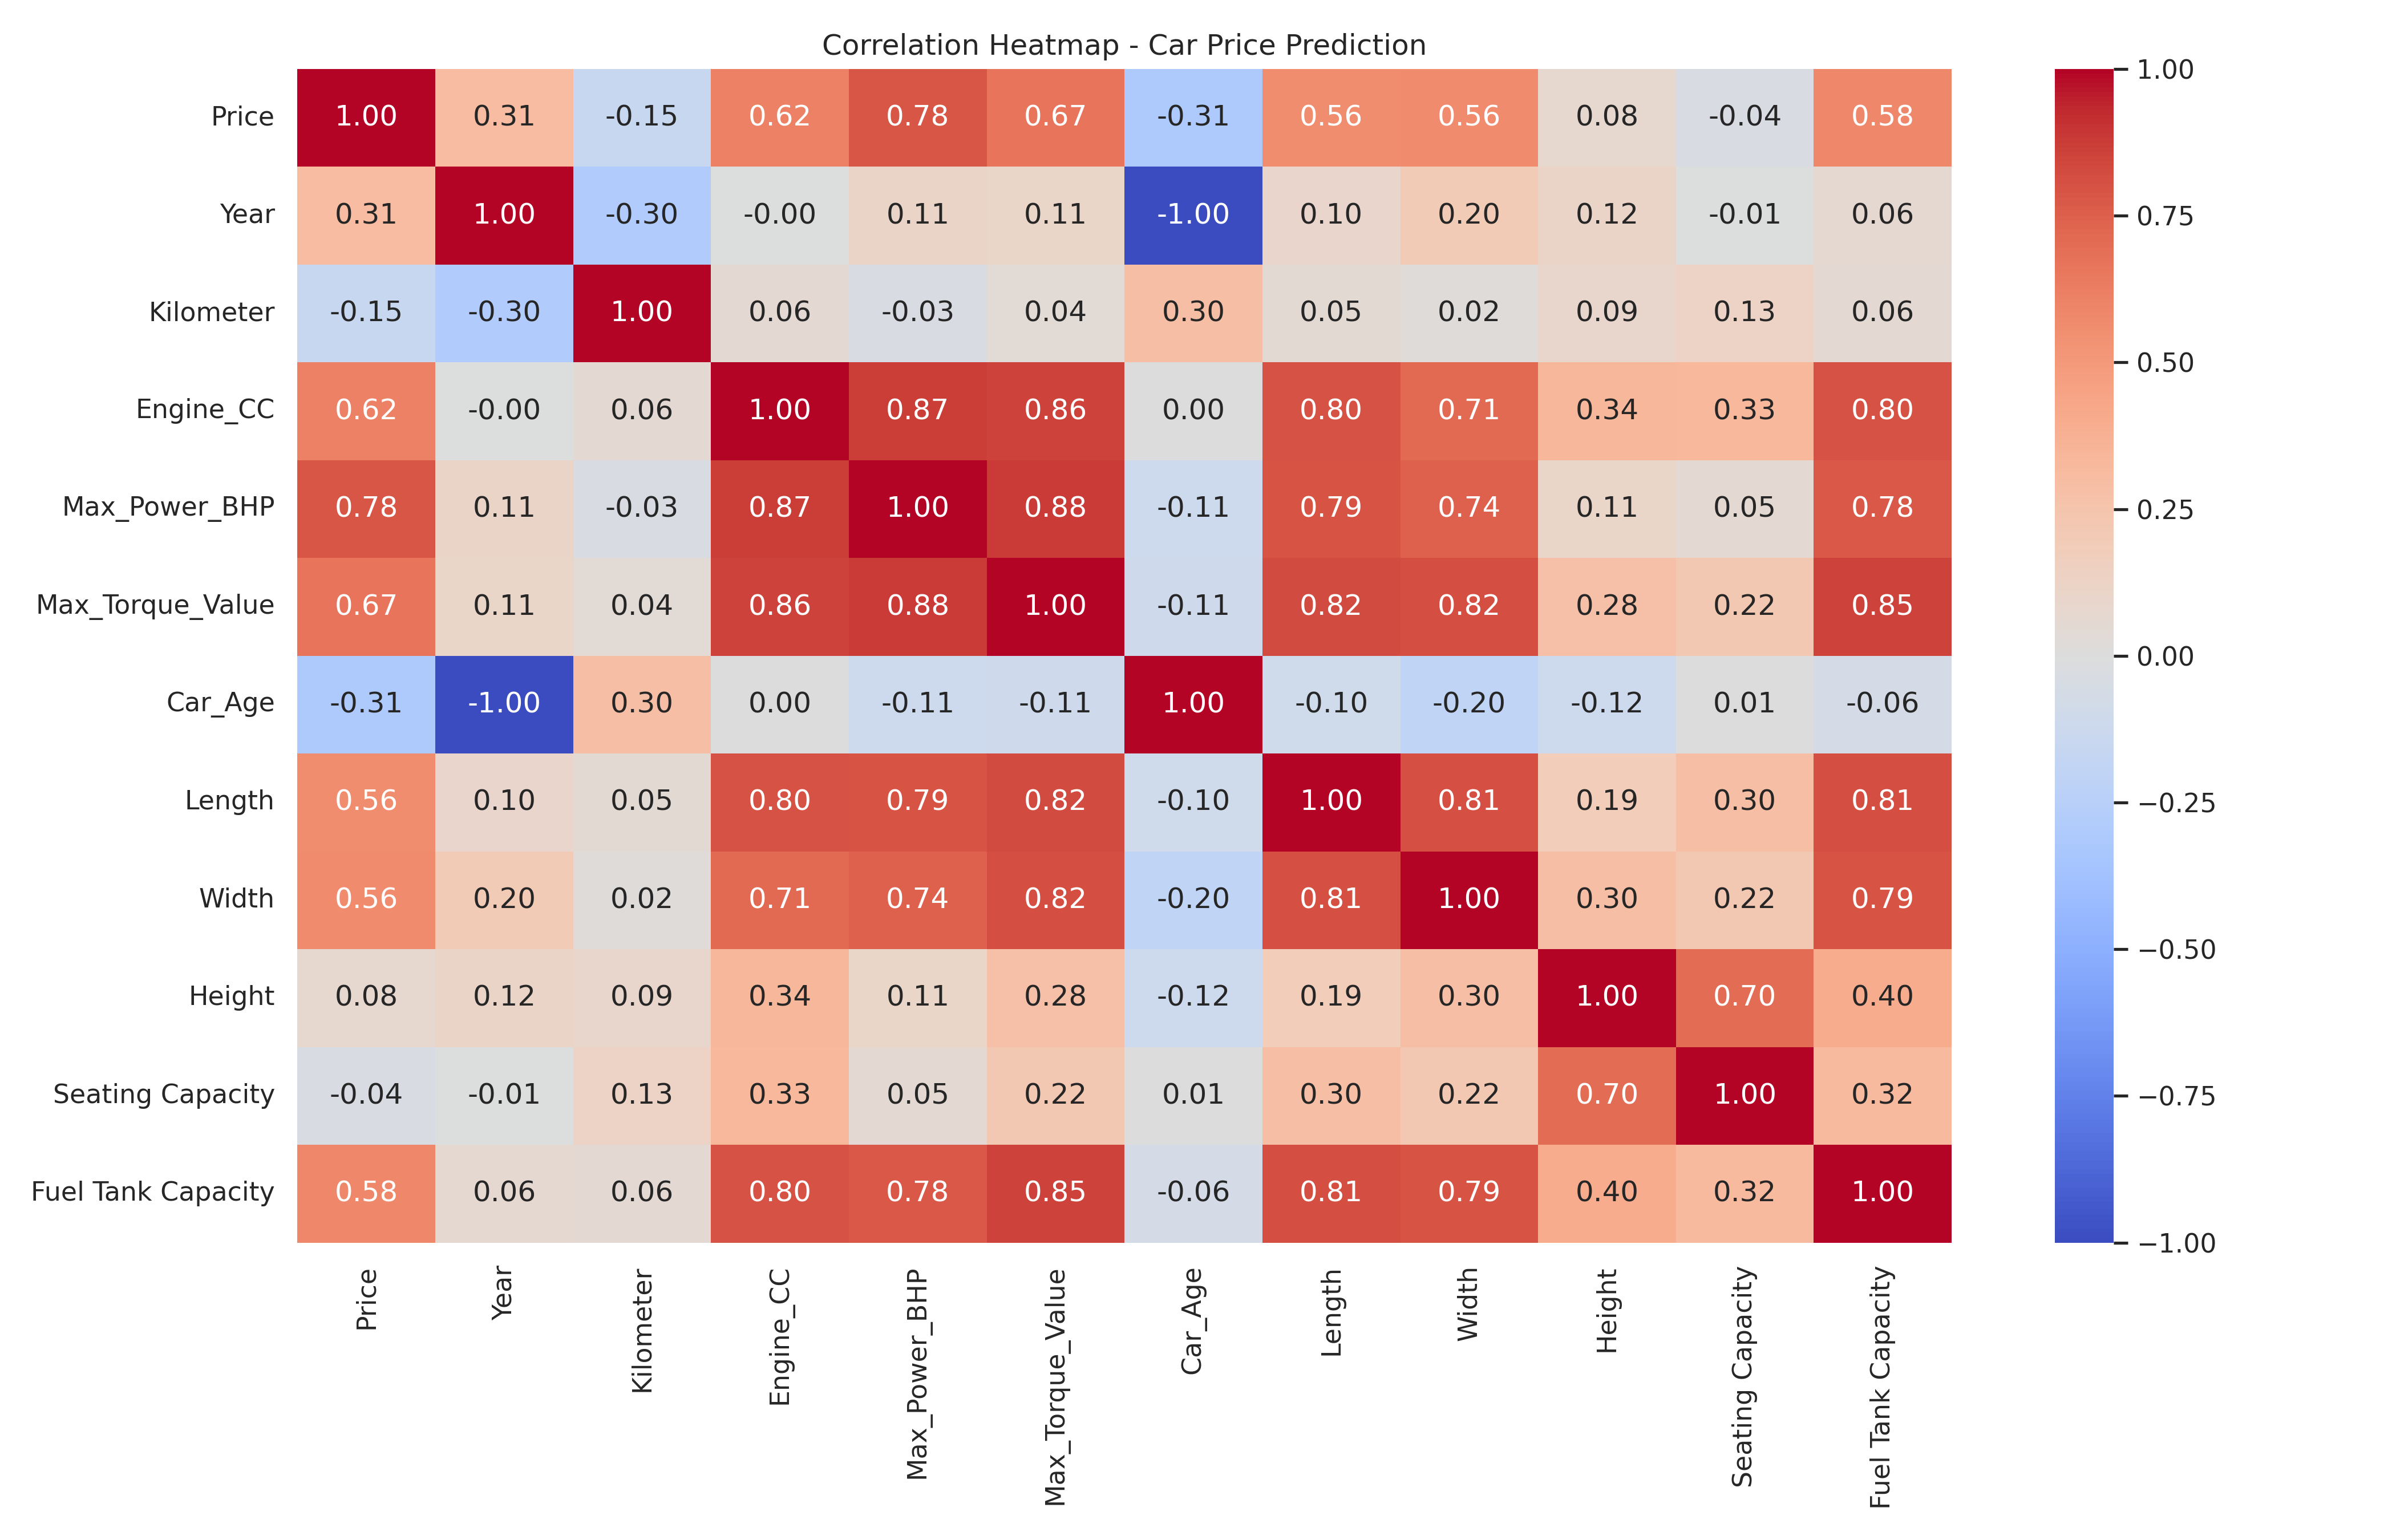 Correlation Heatmap - Car Price Prediction
Price 1.00 0.31 -0.15 0.62 0.78 0.67 -0.31 0.56 0.56 0.08 -0.04 0.58
Year 0.31 1.00 -0.30 -0.00 0.11 0.11 -1.00 0.10 0.20 0.12 -0.01 0.06
Kilometer -0.15 -0.30 1.00 0.06 -0.03 0.04 0.30 0.05 0.02 0.09 0.13 0.06
Engine_CC 0.62 -0.00 0.06 1.00 0.87 0.86 0.00 0.80 0.71 0.34 0.33 0.80
Max_Power_BHP 0.78 0.11 -0.03 0.87 1.00 0.88 -0.11 0.79 0.74 0.11 0.05 0.78
Max_Torque_Value 0.67 0.11 0.04 0.86 0.88 1.00 -0.11 0.82 0.82 0.28 0.22 0.85
Car_Age -0.31 -1.00 0.30 0.00 -0.11 -0.11 1.00 -0.10 -0.20 -0.12 0.01 -0.06
Length 0.56 0.10 0.05 0.80 0.79 0.82 -0.10 1.00 0.81 0.19 0.30 0.81
Width 0.56 0.20 0.02 0.71 0.74 0.82 -0.20 0.81 1.00 0.30 0.22 0.79
Height 0.08 0.12 0.09 0.34 0.11 0.28 -0.12 0.19 0.30 1.00 0.70 0.40
Seating Capacity -0.04 -0.01 0.13 0.33 0.05 0.22 0.01 0.30 0.22 0.70 1.00 0.32
Fuel Tank Capacity 0.58 0.06 0.06 0.80 0.78 0.85 -0.06 0.81 0.79 0.40 0.32 1.00
Price
Year
Kilometer
Engine_CC
Max_Power_BHP
Max_Torque_Value
Car_Age
Length
Width
Height
Seating Capacity
Fuel Tank Capacity
1.00
0.75
0.50
0.25
0.00
−0.25
−0.50
−0.75
−1.00